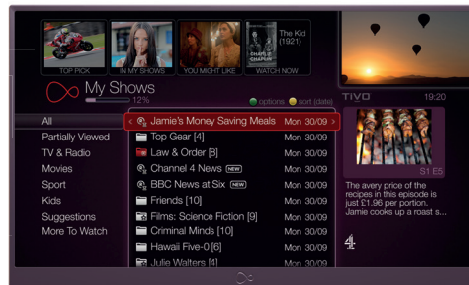 The Kid
(1921)
CHARLIE
CHAPLIN
TOP PICK
IN MY SHOWS
YOU MIGHT LIKE
WATCH NOW
My Shows
12%
options
sort (date)
TiVo
19:20
All
Partially Viewed
TV & Radio
Movies
Sport
Kids
Suggestions
More To Watch
Jamie's Money Saving Meals Mon 30/09
Top Gear [4] Mon 30/09
Law & Order [3] Mon 30/09
Channel 4 News NEW Mon 30/09
BBC News at Six NEW Mon 30/09
Friends [10] Mon 30/09
Films: Science Fiction [9] Mon 30/09
Criminal Minds [10] Mon 30/09
Hawaii Five-0[6] Mon 30/09
Julie Walters [4] Mon 30/09
S1 E5
The avery price of the
recipes in this episode is
just £1.96 per portion.
Jamie cooks up a roast s...
4